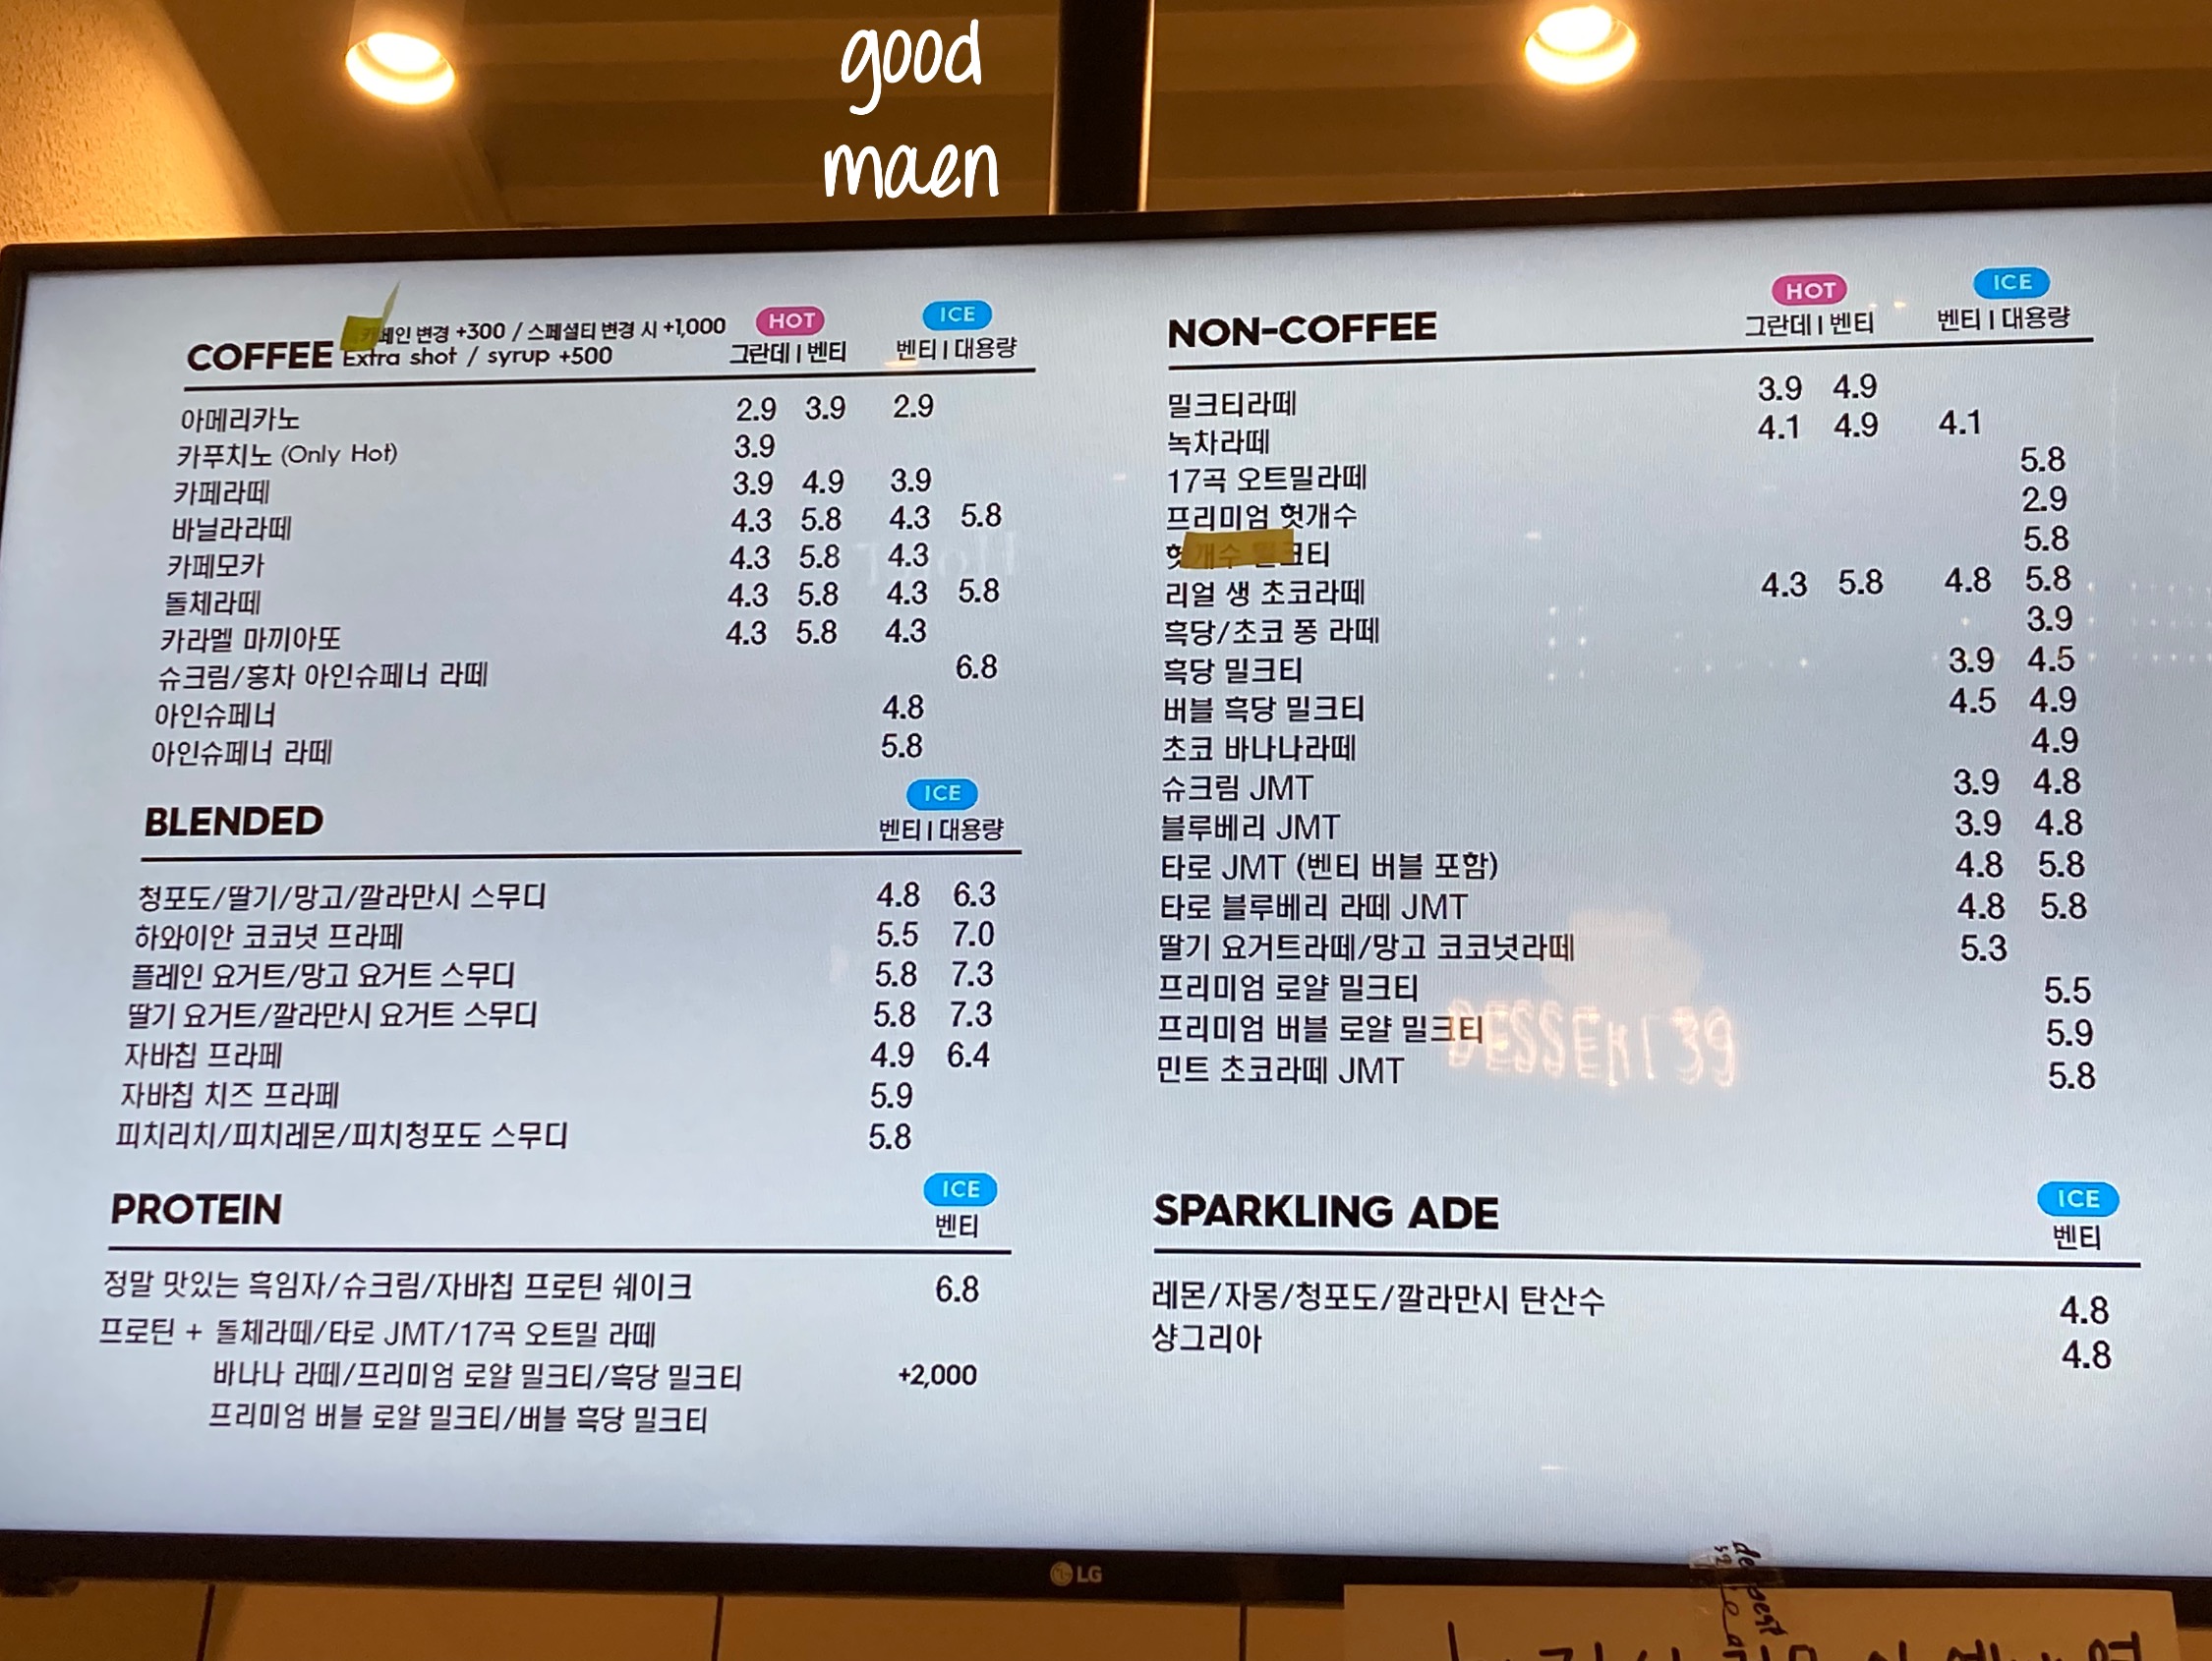 good
maen
COFFEE 카페인 변경 +300 / 스페셜티 변경 시 +1,000
Extra shot / syrup +500
HOT ICE
그란데 | 벤티 벤티 | 대용량
아메리카노 2.9 3.9 2.9
카푸치노 (Only Hot) 3.9
카페라떼 3.9 4.9 3.9
바닐라라떼 4.3 5.8 4.3 5.8
카페모카 4.3 5.8 4.3
돌체라떼 4.3 5.8 4.3 5.8
카라멜 마끼아또 4.3 5.8 4.3
슈크림/홍차 아인슈페너 라떼 6.8
아인슈페너 4.8
아인슈페너 라떼 5.8
BLENDED ICE
벤티 | 대용량
청포도/딸기/망고/깔라만시 스무디 4.8 6.3
하와이안 코코넛 프라페 5.5 7.0
플레인 요거트/망고 요거트 스무디 5.8 7.3
딸기 요거트/깔라만시 요거트 스무디 5.8 7.3
자바칩 프라페 4.9 6.4
자바칩 치즈 프라페 5.9
피치리치/피치레몬/피치청포도 스무디 5.8
PROTEIN ICE
벤티
정말 맛있는 흑임자/슈크림/자바칩 프로틴 쉐이크 6.8
프로틴 + 돌체라떼/타로 JMT/17곡 오트밀 라떼
바나나 라떼/프리미엄 로얄 밀크티/흑당 밀크티 +2,000
프리미엄 버블 로얄 밀크티/버블 흑당 밀크티
NON-COFFEE HOT ICE
그란데 | 벤티 벤티 | 대용량
밀크티라떼 3.9 4.9
녹차라떼 4.1 4.9 4.1
17곡 오트밀라떼 5.8
프리미엄 헛개수 2.9
헛개수 밀크티 5.8
리얼 생 초코라떼 4.3 5.8 4.8 5.8
흑당/초코 퐁 라떼 3.9
흑당 밀크티 3.9 4.5
버블 흑당 밀크티 4.5 4.9
초코 바나나라떼 4.9
슈크림 JMT 3.9 4.8
블루베리 JMT 3.9 4.8
타로 JMT (벤티 버블 포함) 4.8 5.8
타로 블루베리 라떼 JMT 4.8 5.8
딸기 요거트라떼/망고 코코넛라떼 5.3
프리미엄 로얄 밀크티 5.5
프리미엄 버블 로얄 밀크티 5.9
민트 초코라떼 JMT 5.8
DESSERT 39
SPARKLING ADE ICE
벤티
레몬/자몽/청포도/깔라만시 탄산수 4.8
샹그리아 4.8
LG